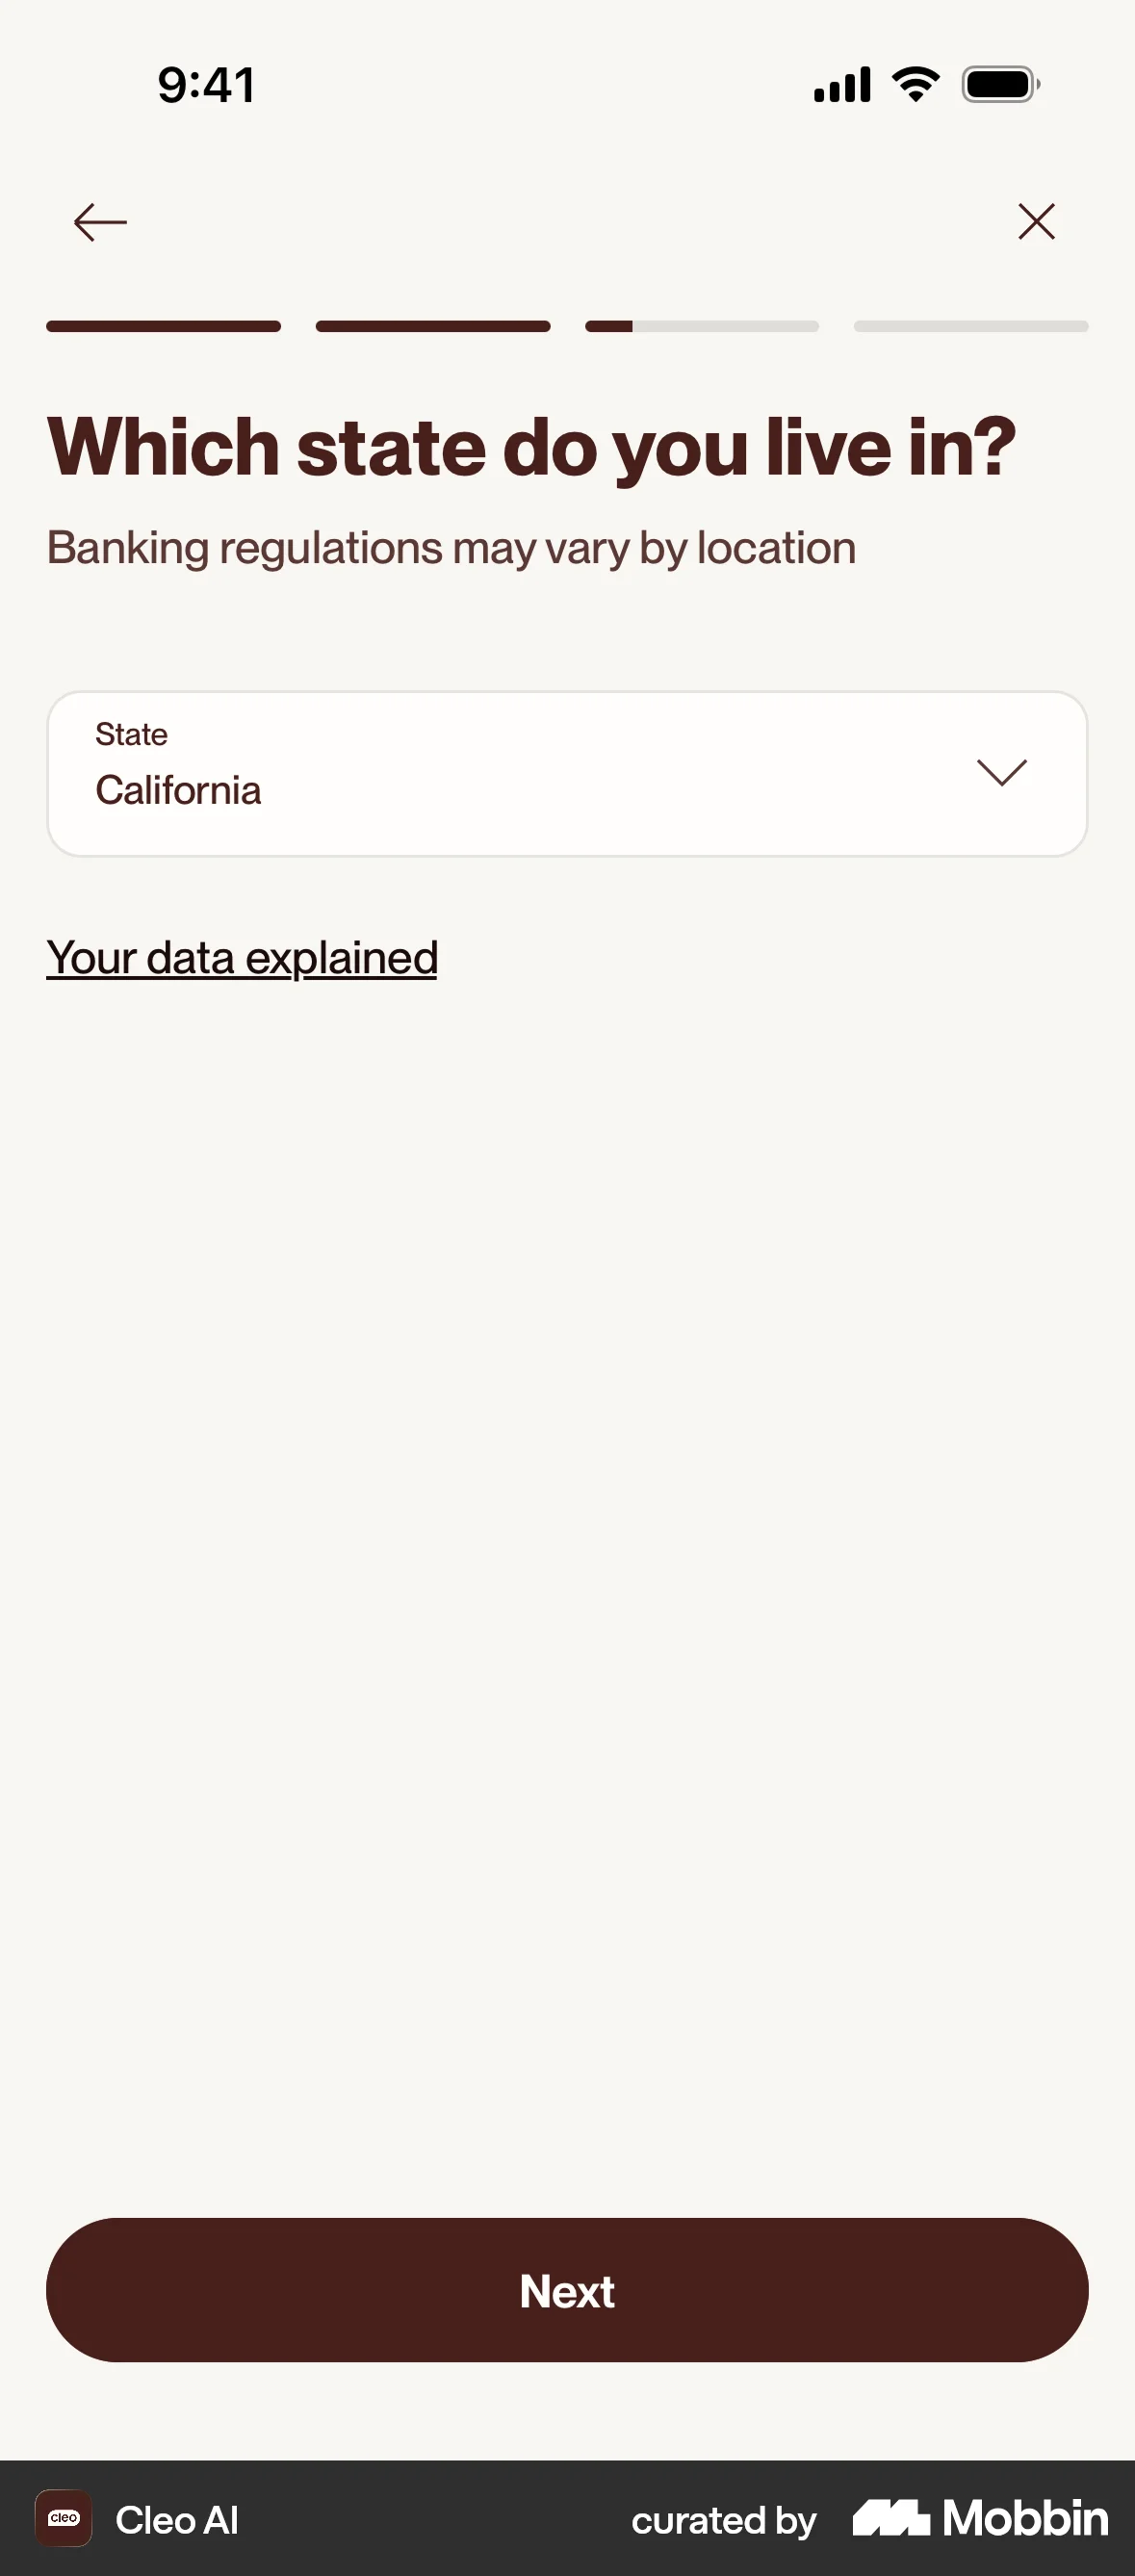 9:41
Which state do you live in?
Banking regulations may vary by location
State
California
Your data explained
Next
cleo
Cleo AI
curated by Mobbin